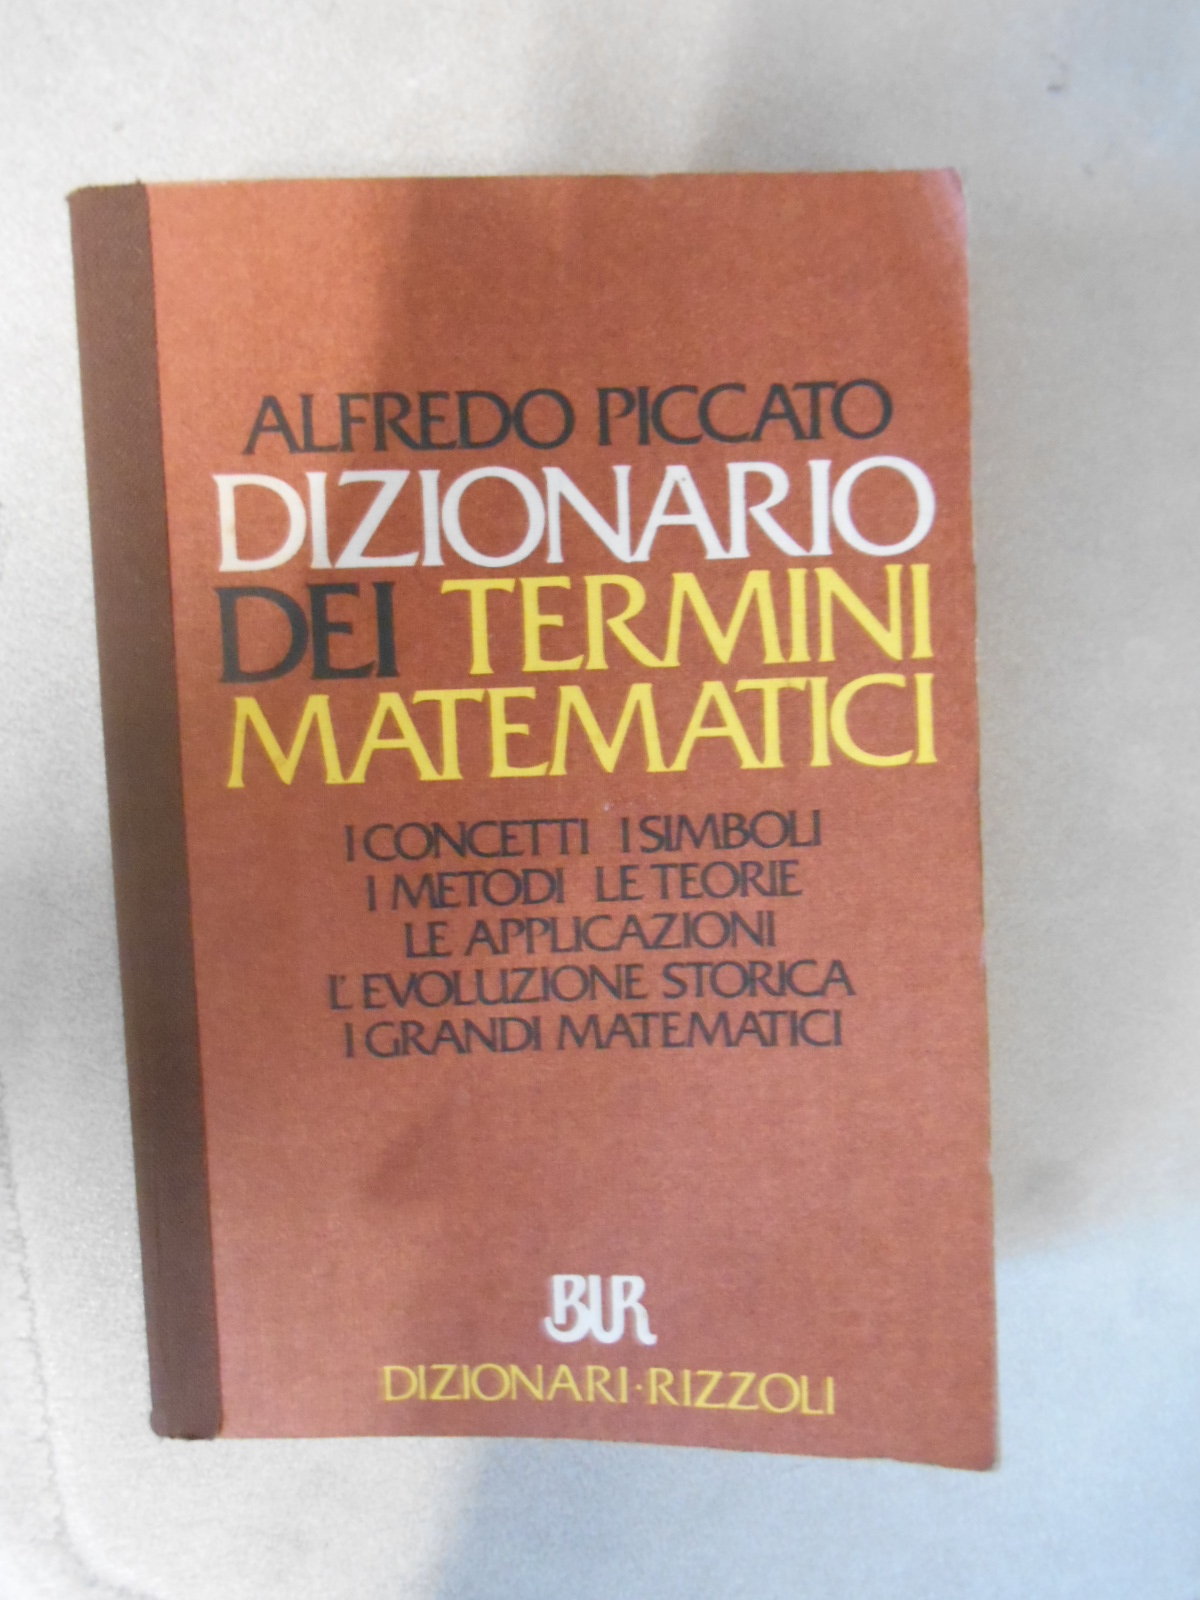 ALFREDO PICCATO
DIZIONARIO
DEI TERMINI
MATEMATICI
I CONCETTI I SIMBOLI
I METODI LE TEORIE
LE APPLICAZIONI
L'EVOLUZIONE STORICA
I GRANDI MATEMATICI
BUR
DIZIONARI·RIZZOLI